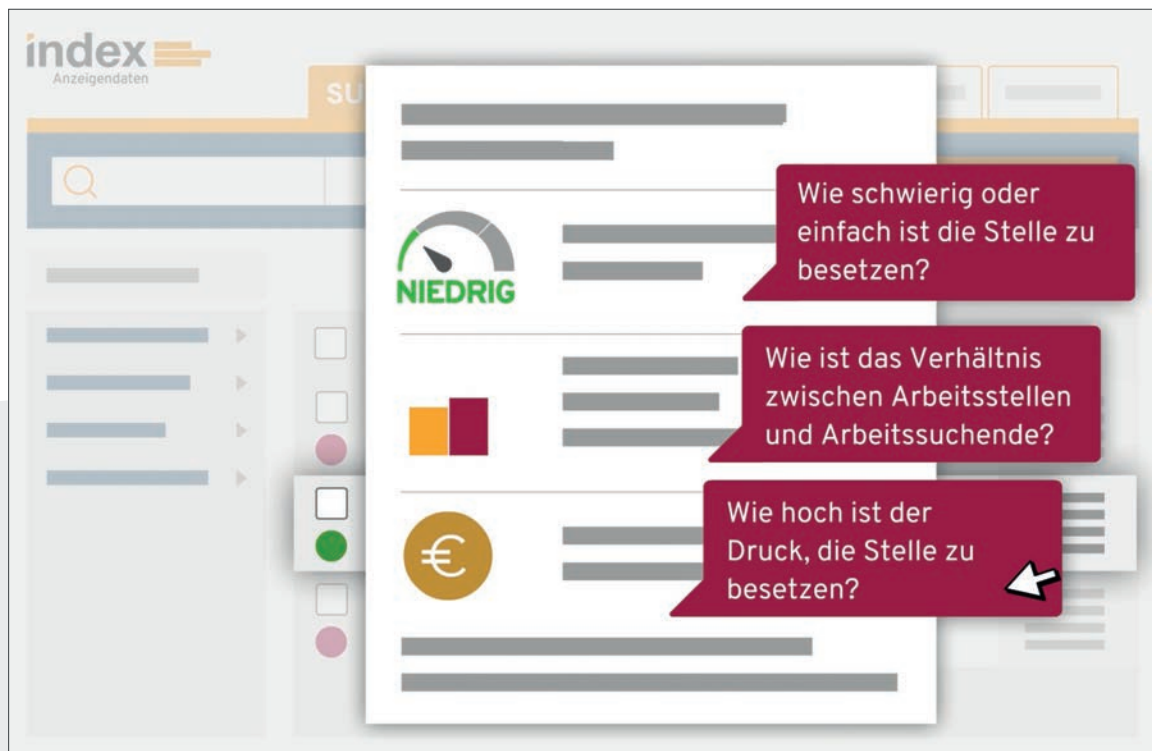 index
Anzeigendaten
SU
Wie schwierig oder
einfach ist die Stelle zu
besetzen?
NIEDRIG
Wie ist das Verhältnis
zwischen Arbeitsstellen
und Arbeitssuchende?
€
Wie hoch ist der
Druck, die Stelle zu
besetzen?